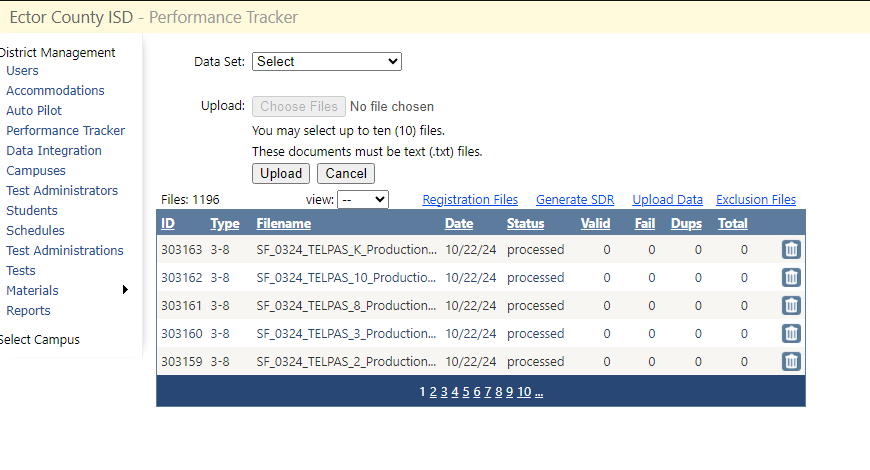 Ector County ISD - Performance Tracker
District Management
Users
Accommodations
Auto Pilot
Performance Tracker
Data Integration
Campuses
Test Administrators
Students
Schedules
Test Administrations
Tests
Materials
Reports
Select Campus
Data Set: Select
Upload: Choose Files No file chosen
You may select up to ten (10) files.
These documents must be text (.txt) files.
Upload Cancel
Files: 1196 view: -- Registration Files Generate SDR Upload Data Exclusion Files
ID Type Filename Date Status Valid Fail Dups Total
303163 3-8 SF_0324_TELPAS_K_Production... 10/22/24 processed 0 0 0 0
303162 3-8 SF_0324_TELPAS_10_Productio... 10/22/24 processed 0 0 0 0
303161 3-8 SF_0324_TELPAS_8_Production... 10/22/24 processed 0 0 0 0
303160 3-8 SF_0324_TELPAS_3_Production... 10/22/24 processed 0 0 0 0
303159 3-8 SF_0324_TELPAS_2_Production... 10/22/24 processed 0 0 0 0
1 2 3 4 5 6 7 8 9 10 ...